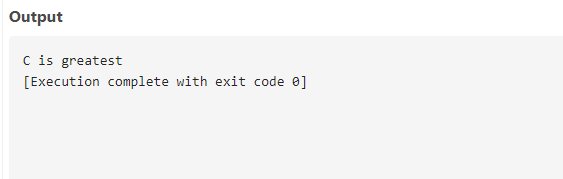 Output
C is greatest
[Execution complete with exit code 0]